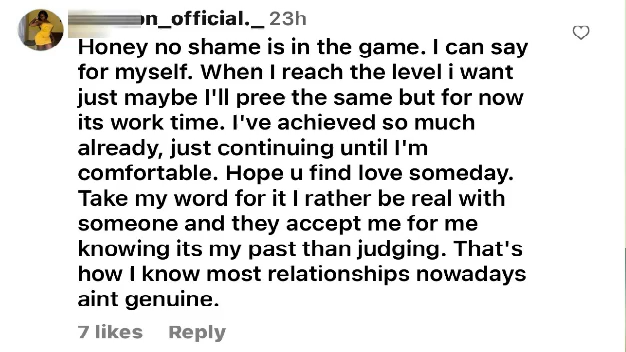 on_official._ 23h
Honey no shame is in the game. I can say
for myself. When I reach the level i want
just maybe I'll pree the same but for now
its work time. I've achieved so much
already, just continuing until I'm
comfortable. Hope u find love someday.
Take my word for it I rather be real with
someone and they accept me for me
knowing its my past than judging. That's
how I know most relationships nowadays
aint genuine.
7 likes Reply